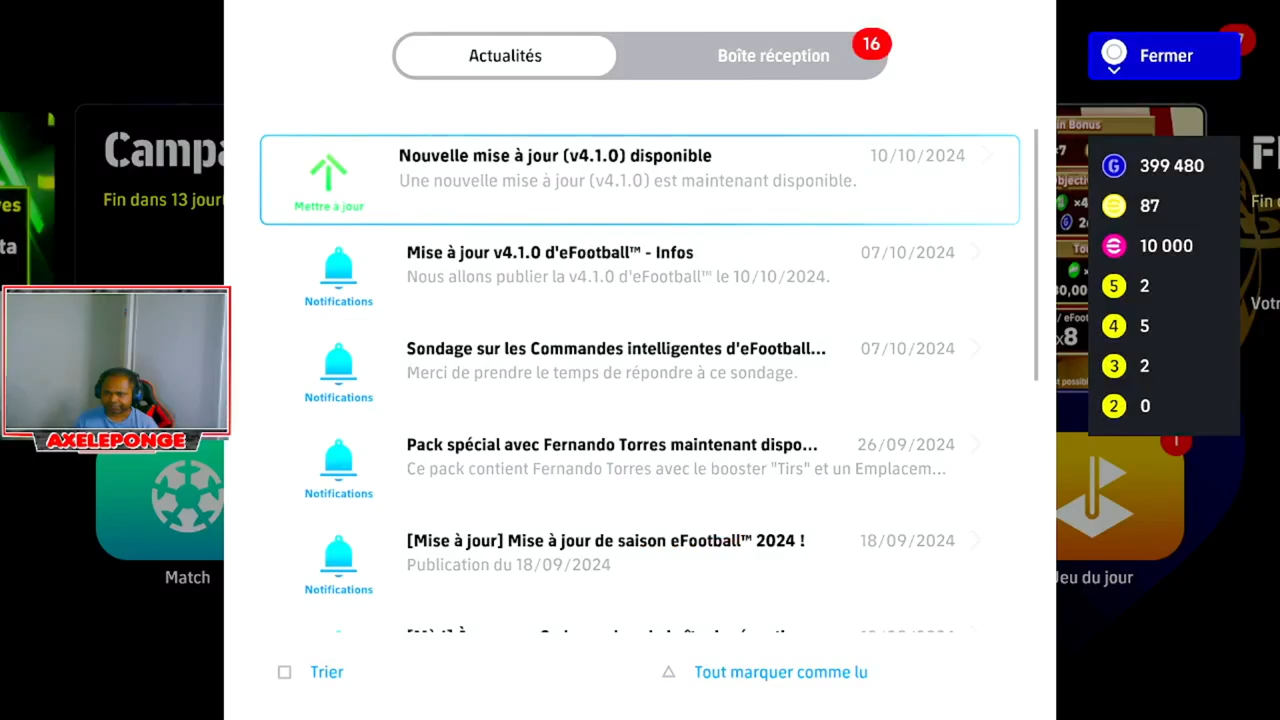 Actualités
Boîte réception
16
7
Fermer
Campa
Fin dans 13 jour
Nouvelle mise à jour (v4.1.0) disponible
10/10/2024
Une nouvelle mise à jour (v4.1.0) est maintenant disponible.
Mettre à jour
Mise à jour v4.1.0 d'eFootball™ - Infos
07/10/2024
Nous allons publier la v4.1.0 d'eFootball™ le 10/10/2024.
Notifications
Sondage sur les Commandes intelligentes d'eFootball...
07/10/2024
Merci de prendre le temps de répondre à ce sondage.
Notifications
Pack spécial avec Fernando Torres maintenant dispo...
26/09/2024
Ce pack contient Fernando Torres avec le booster "Tirs" et un Emplacem...
Notifications
[Mise à jour] Mise à jour de saison eFootball™ 2024 !
18/09/2024
Publication du 18/09/2024
Notifications
Trier
Tout marquer comme lu
G 399 480
87
10 000
5 2
4 5
3 2
2 0
in Bonus
x8
Fin d
Votr
AXELEPONGE
Match
1
Jeu du jour